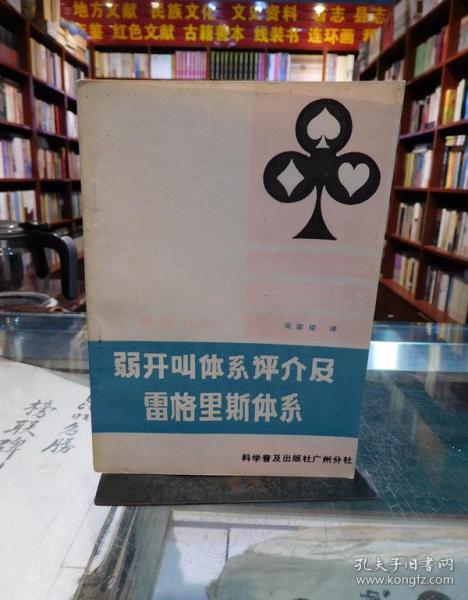 地方文献 民族文化 文史资料 省志 县志
红色文献 古籍善本 线装书 连环画
周家骝 译
弱开叫体系评介及
雷格里斯体系
科学普及出版社广州分社
孔夫子旧书网
www.kongfz.com